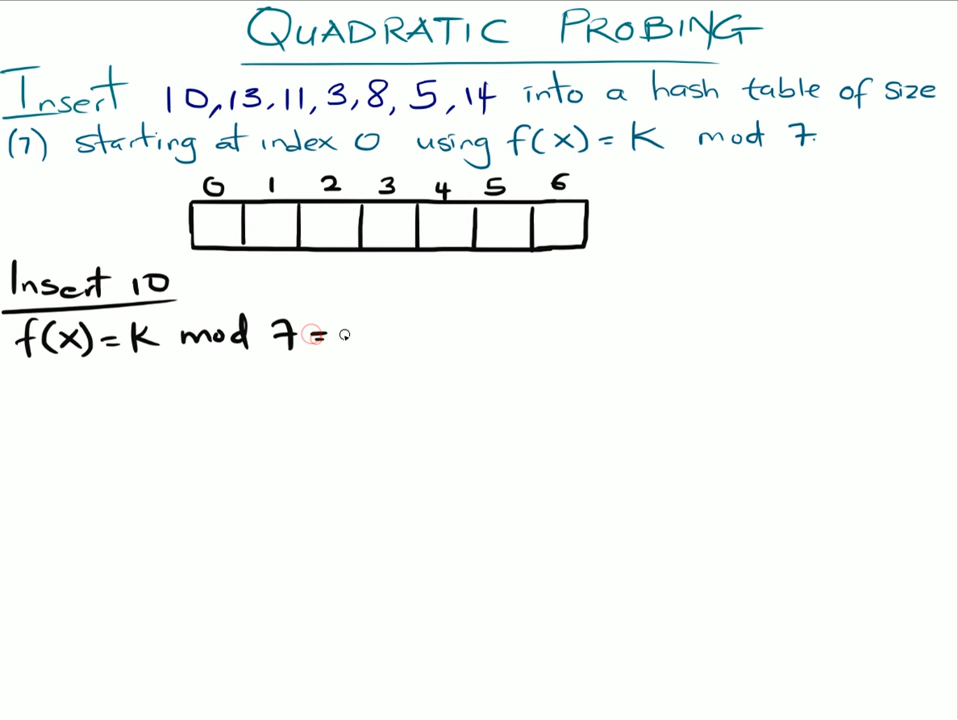 QUADRATIC PROBING
Insert 10, 13, 11, 3, 8, 5, 14 into a hash table of size
(7) starting at index 0 using f(x) = K mod 7.
0 1 2 3 4 5 6
Insert 10
f(x) = K mod 7 =